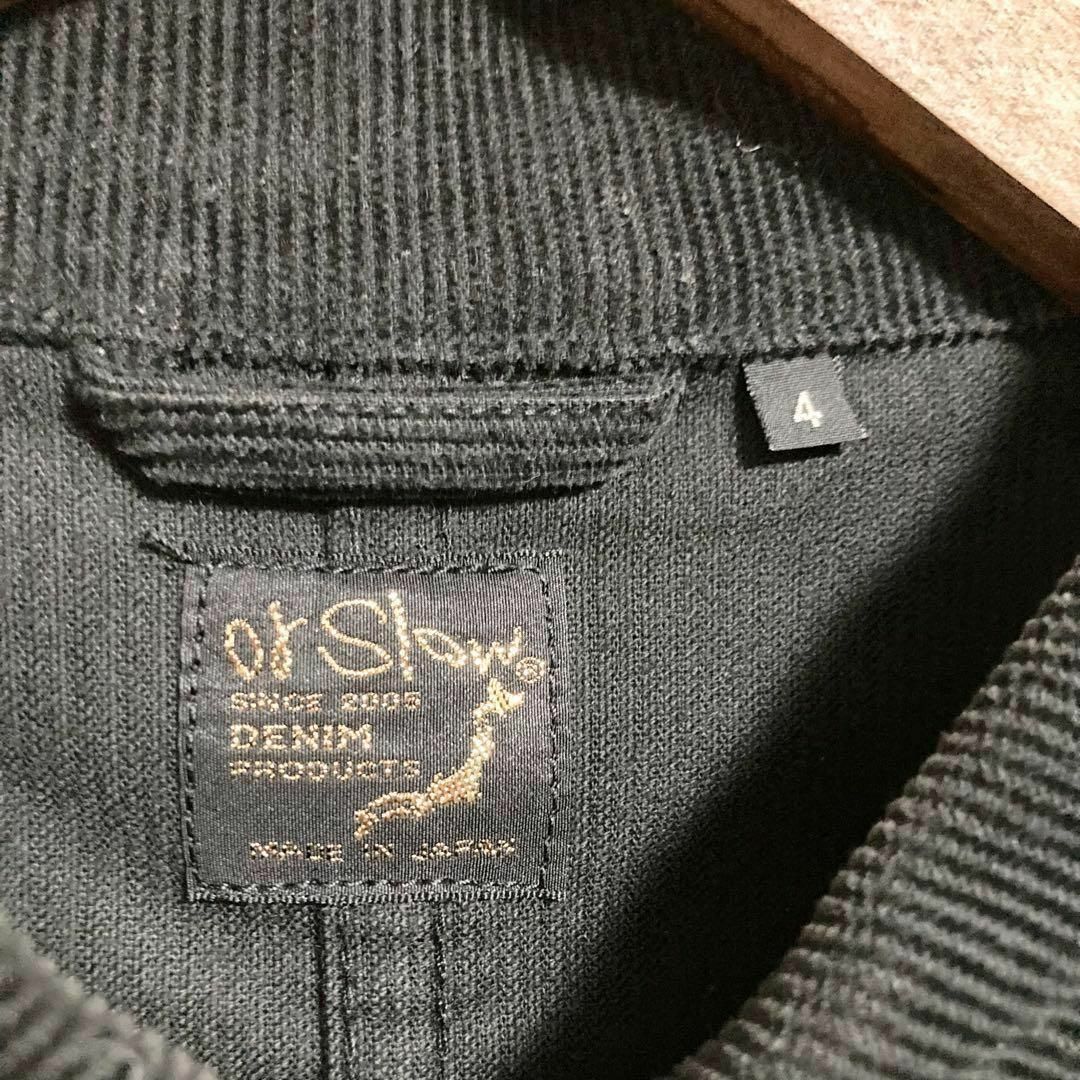 4
or Slow®
SINCE 2005
DENIM
PRODUCTS
MADE IN JAPAN